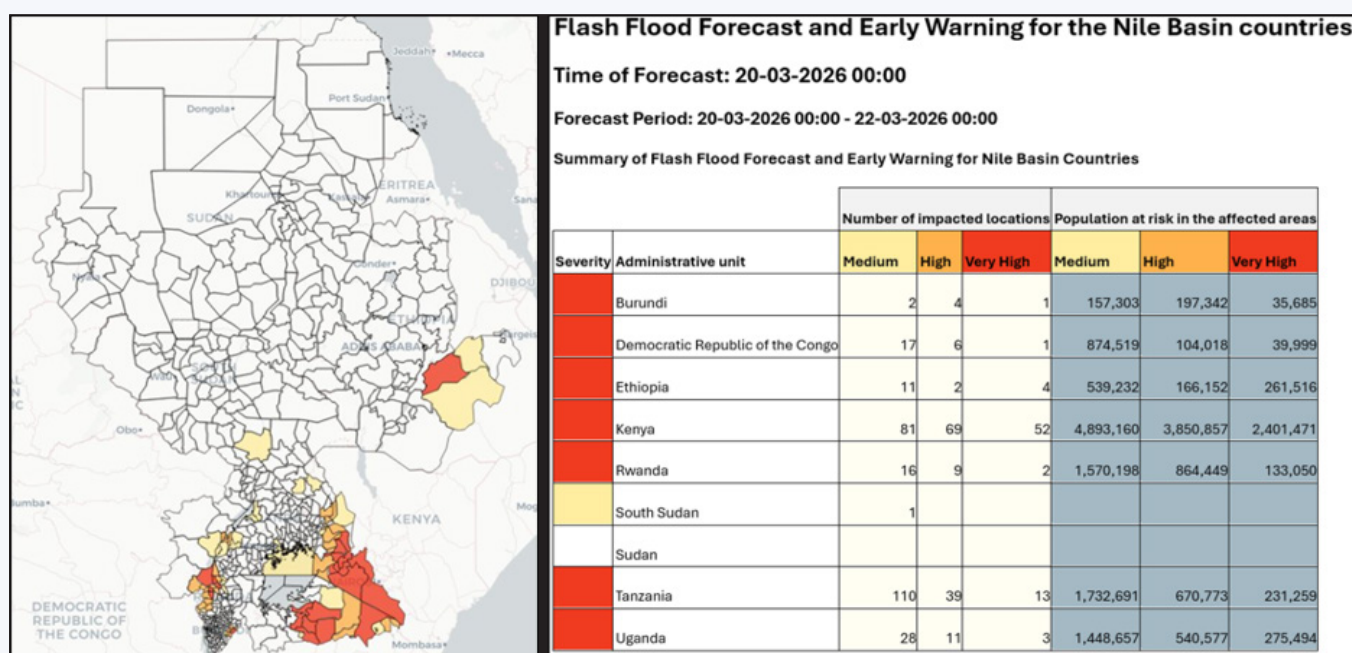 Jeddah
Mecca
Dongola
Port Sudan
Khartoum
ERITREA
Asmara
SUDAN
Gonder
ETHIOPIA
ADDIS ABABA
SOUTH
SUDAN
Wau
Obo
KENYA
DEMOCRATIC
REPUBLIC OF
THE CONGO
Mombasa
Flash Flood Forecast and Early Warning for the Nile Basin countries
Time of Forecast: 20-03-2026 00:00
Forecast Period: 20-03-2026 00:00 - 22-03-2026 00:00
Summary of Flash Flood Forecast and Early Warning for Nile Basin Countries
Number of impacted locations Population at risk in the affected areas
Severity Administrative unit Medium High Very High Medium High Very High
Burundi 2 4 1 157,303 197,342 35,685
Democratic Republic of the Congo 17 6 1 874,519 104,018 39,999
Ethiopia 11 2 4 539,232 166,152 261,516
Kenya 81 69 52 4,893,160 3,850,857 2,401,471
Rwanda 16 9 2 1,570,198 864,449 133,050
South Sudan 1
Sudan
Tanzania 110 39 13 1,732,691 670,773 231,259
Uganda 28 11 3 1,448,657 540,577 275,494